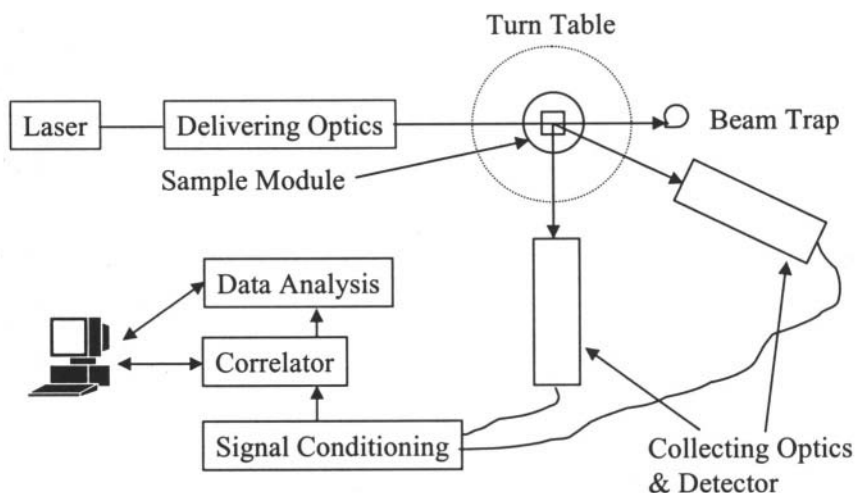 Turn Table
Laser
Delivering Optics
Beam Trap
Sample Module
Data Analysis
Correlator
Signal Conditioning
Collecting Optics
& Detector